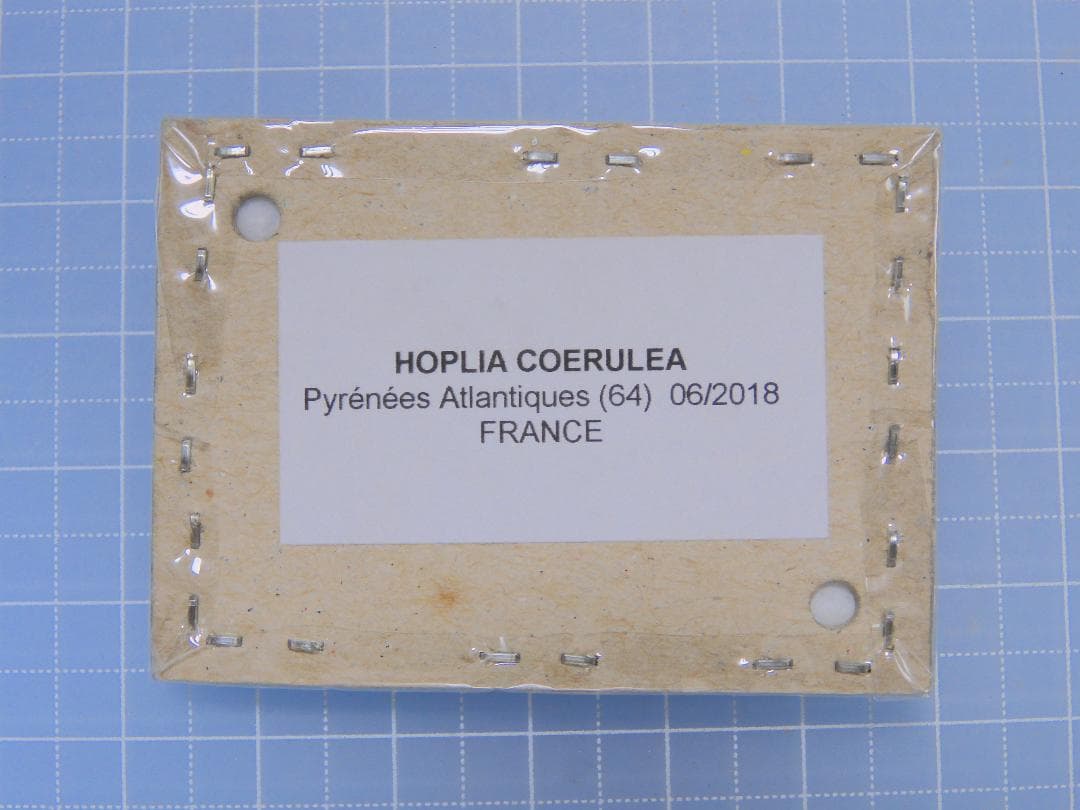 HOPLIA COERULEA
Pyrénées Atlantiques (64)  06/2018
FRANCE